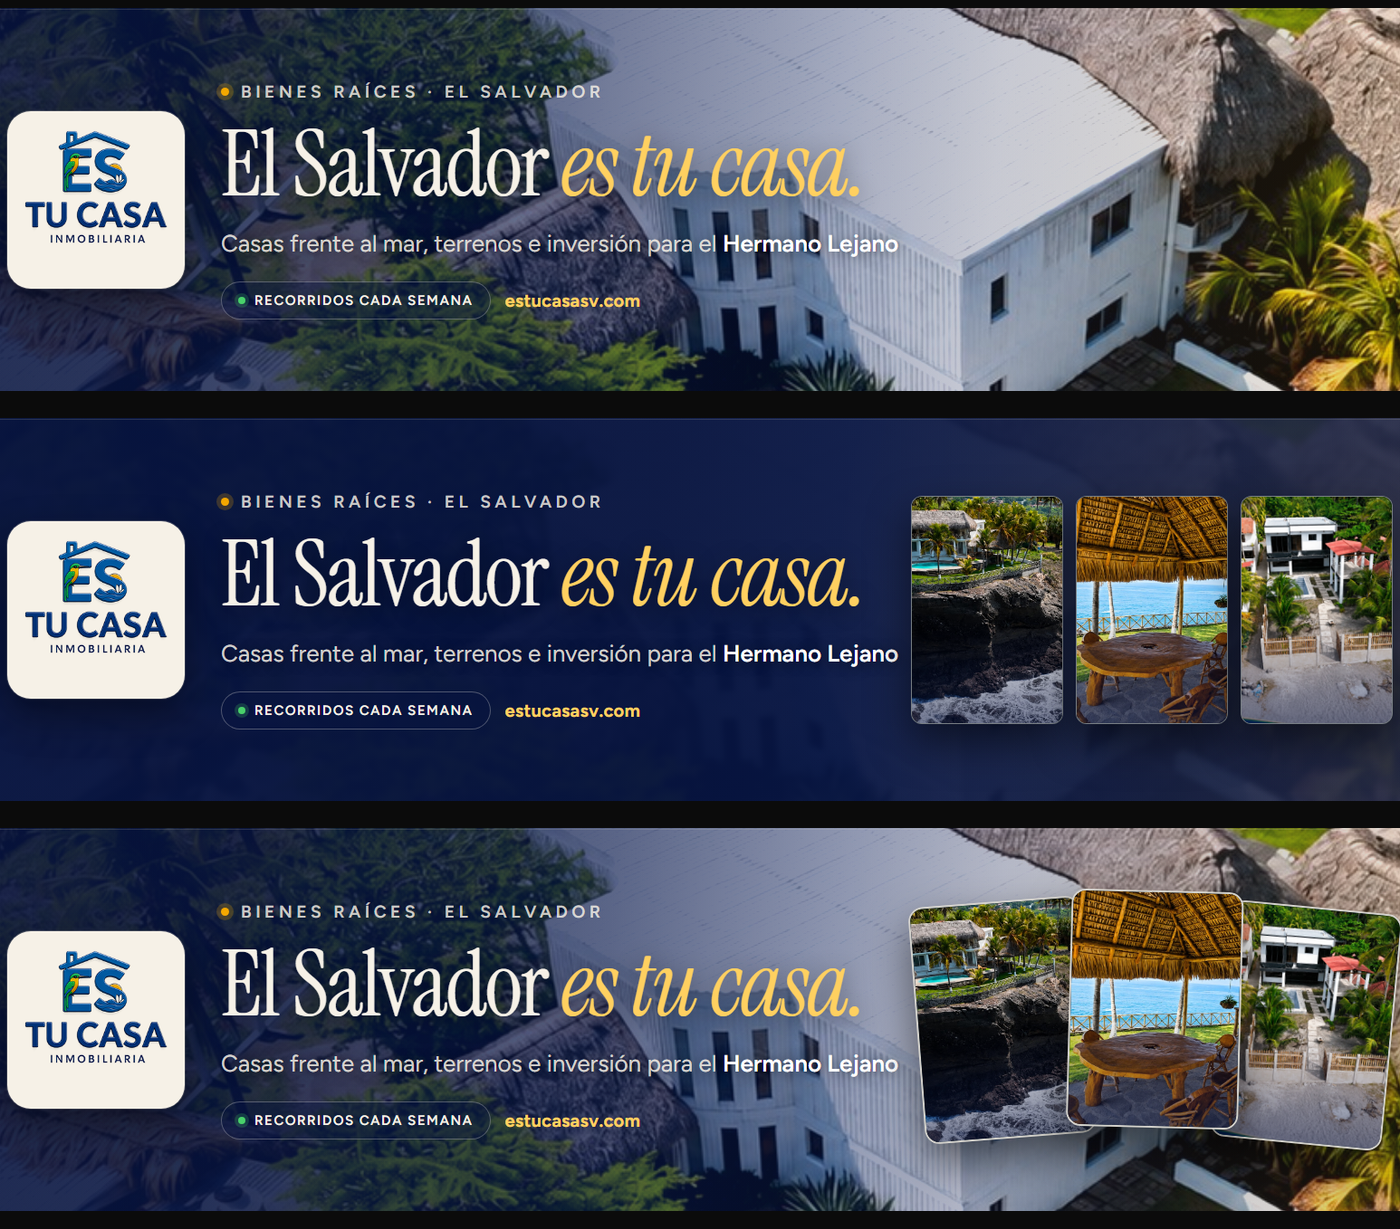 BIENES RAÍCES · EL SALVADOR
ES
TU CASA
INMOBILIARIA
El Salvador es tu casa.
Casas frente al mar, terrenos e inversión para el Hermano Lejano
RECORRIDOS CADA SEMANA estucasasv.com
BIENES RAÍCES · EL SALVADOR
ES
TU CASA
INMOBILIARIA
El Salvador es tu casa.
Casas frente al mar, terrenos e inversión para el Hermano Lejano
RECORRIDOS CADA SEMANA estucasasv.com
BIENES RAÍCES · EL SALVADOR
ES
TU CASA
INMOBILIARIA
El Salvador es tu casa.
Casas frente al mar, terrenos e inversión para el Hermano Lejano
RECORRIDOS CADA SEMANA estucasasv.com